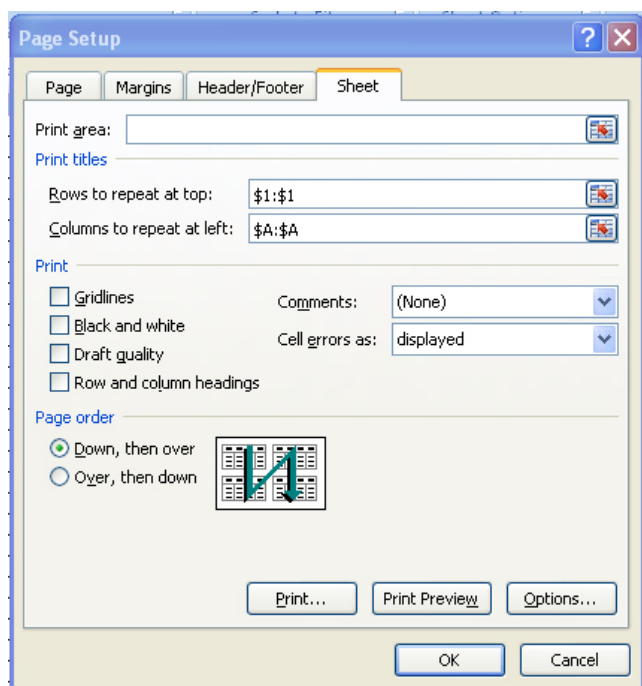 Page Setup
Page Margins Header/Footer Sheet
Print area:
Print titles
Rows to repeat at top: $1:$1
Columns to repeat at left: $A:$A
Print
Gridlines Comments: (None)
Black and white
Cell errors as: displayed
Draft quality
Row and column headings
Page order
Down, then over
Over, then down
Print... Print Preview Options...
OK Cancel